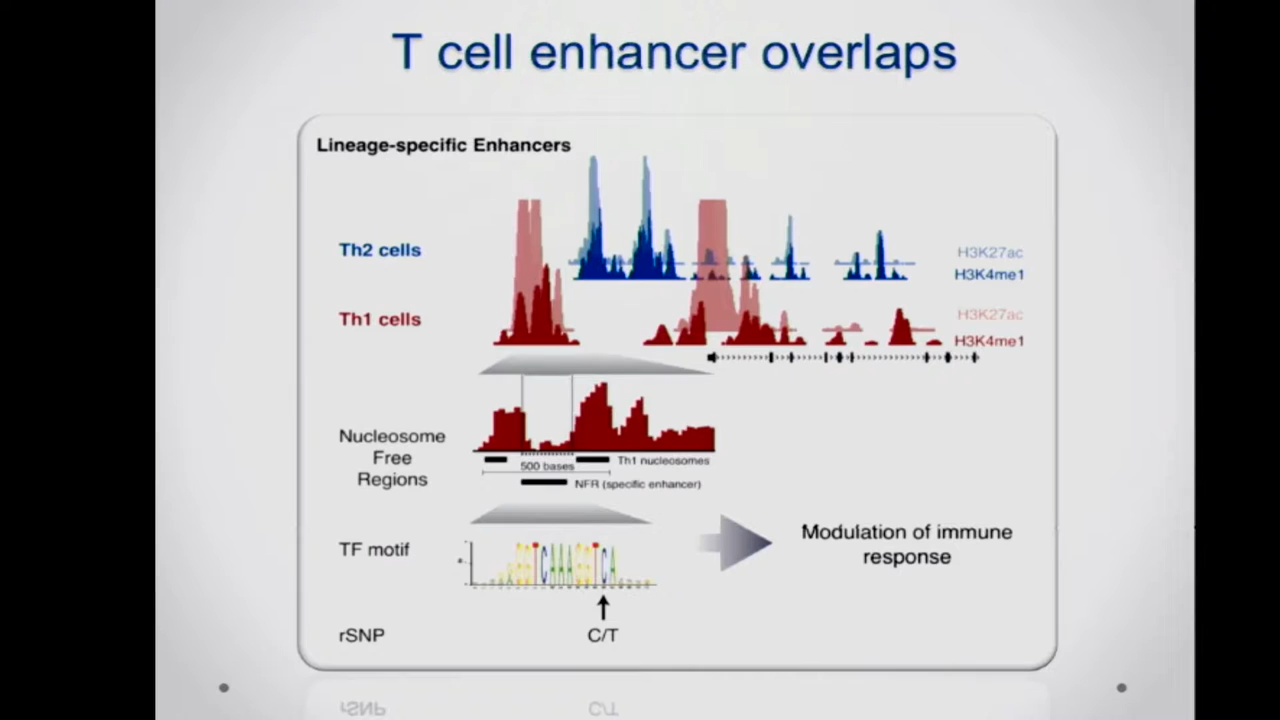 T cell enhancer overlaps
Lineage-specific Enhancers
Th2 cells
H3K27ac
H3K4me1
Th1 cells
H3K27ac
H3K4me1
Nucleosome
Free
Regions
500 bases
Th1 nucleosomes
NFR (specific enhancer)
TF motif
GGTCAAAGGTCA
Modulation of immune
response
rSNP
C/T